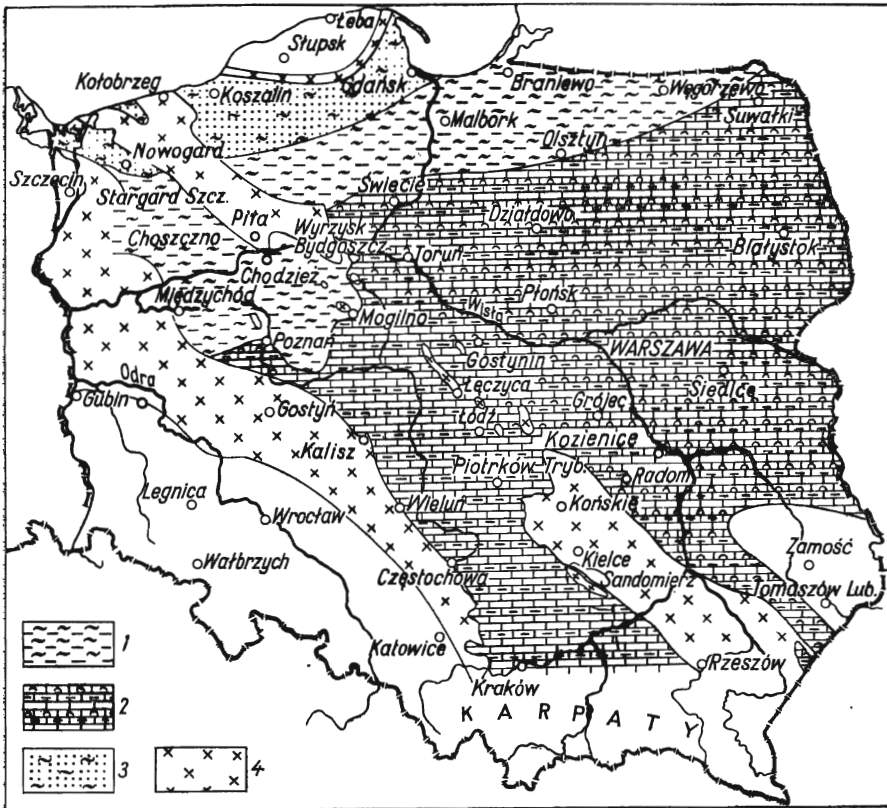 Łeba
Słupsk
Kołobrzeg
Koszalin
Gdańsk
Braniewo
Węgorzewo
Suwałki
Malbork
Olsztyn
Nowogard
Szczecin
Stargard Szcz.
Świecie
Działdowo
Białystok
Piła
Wyrzysk
Bydgoszcz
Choszczno
Toruń
Chodzież
Międzychód
Płońsk
Wisła
Mogilno
Poznań
Gostynin
WARSZAWA
Odra
Łęczyca
Siedlce
Gubin
Gostyń
Łódź
Grójec
Kalisz
Kozienice
Piotrków Tryb.
Radom
Legnica
Wieluń
Końskie
Wrocław
Wałbrzych
Kielce
Zamość
Częstochowa
Sandomierz
Tomaszów Lub.
1
Katowice
Rzeszów
Kraków
2
KARPATY
3
4